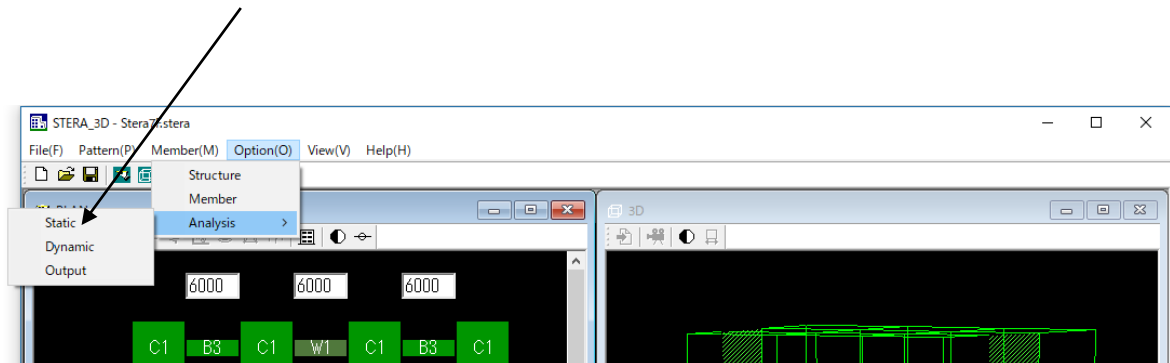 STERA_3D - Stera7F.stera
File(F) Pattern(P) Member(M) Option(O) View(V) Help(H)
Structure
Member
Analysis >
Static
Dynamic
Output
3D
6000 6000 6000
C1 B3 C1 W1 C1 B3 C1